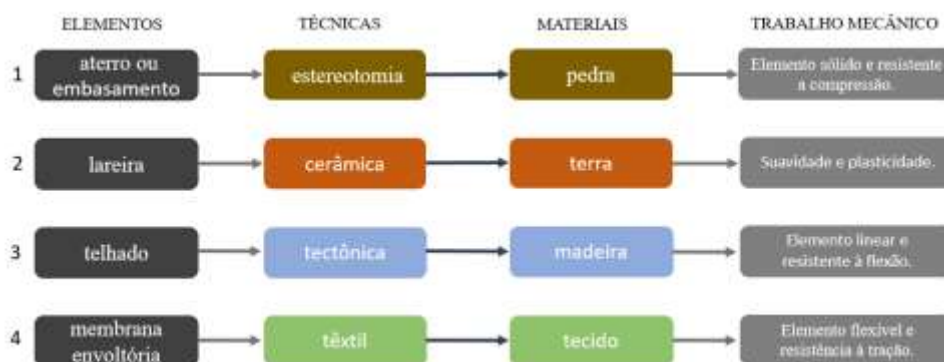 ELEMENTOS TÉCNICAS MATERIAIS TRABALHO MECÂNICO
1 aterro ou embasamento estereotomia pedra Elemento sólido e resistente a compressão.
2 lareira cerâmica terra Suavidade e plasticidade.
3 telhado tectônica madeira Elemento linear e resistente à flexão.
4 membrana envoltória têxtil tecido Elemento flexível e resistência à tração.